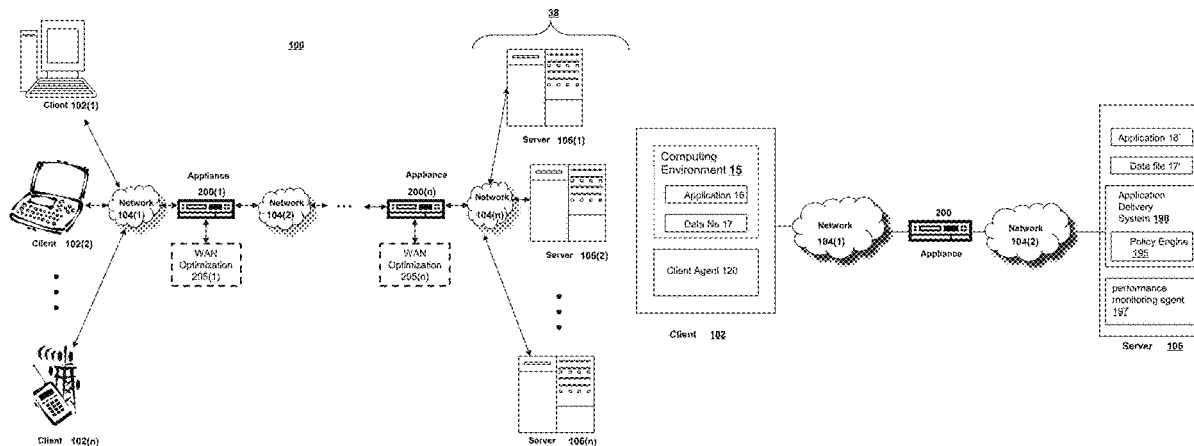 100
38
Client 102(1)
Client 102(2)
Client 102(n)
Network
104(1)
Appliance
200(1)
WAN
Optimization
205(1)
Network
104(2)
...
Appliance
200(n)
WAN
Optimization
205(n)
Network
104(n)
Server 106(1)
Server 106(2)
Server 106(n)
Computing
Environment 15
Application 16
Data file 17
Client Agent 120
Client 102
Network
104(1)
200
Appliance
Network
104(2)
Application 16'
Data file 17'
Application
Delivery
System 190
Policy Engine
195
performance
monitoring agent
197
Server 106